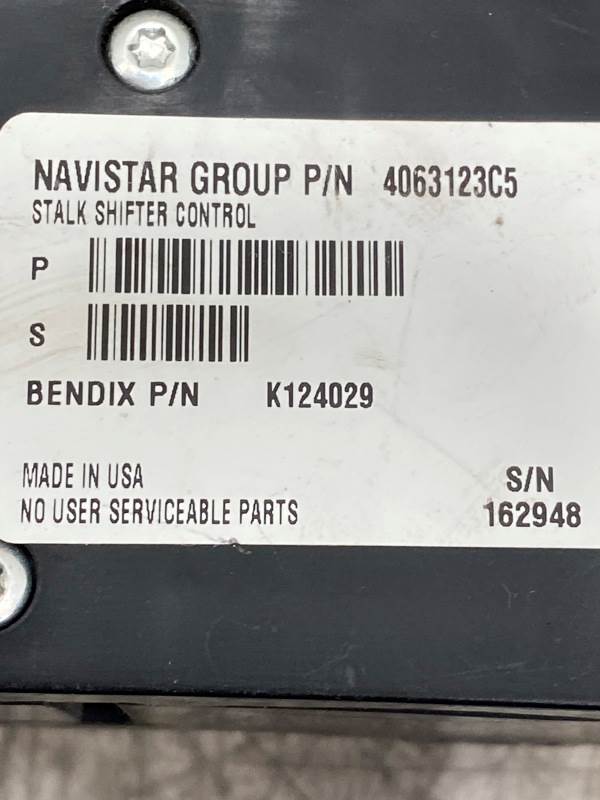 NAVISTAR GROUP P/N 4063123C5
STALK SHIFTER CONTROL
P
S
BENDIX P/N K124029
MADE IN USA
S/N
NO USER SERVICEABLE PARTS
162948